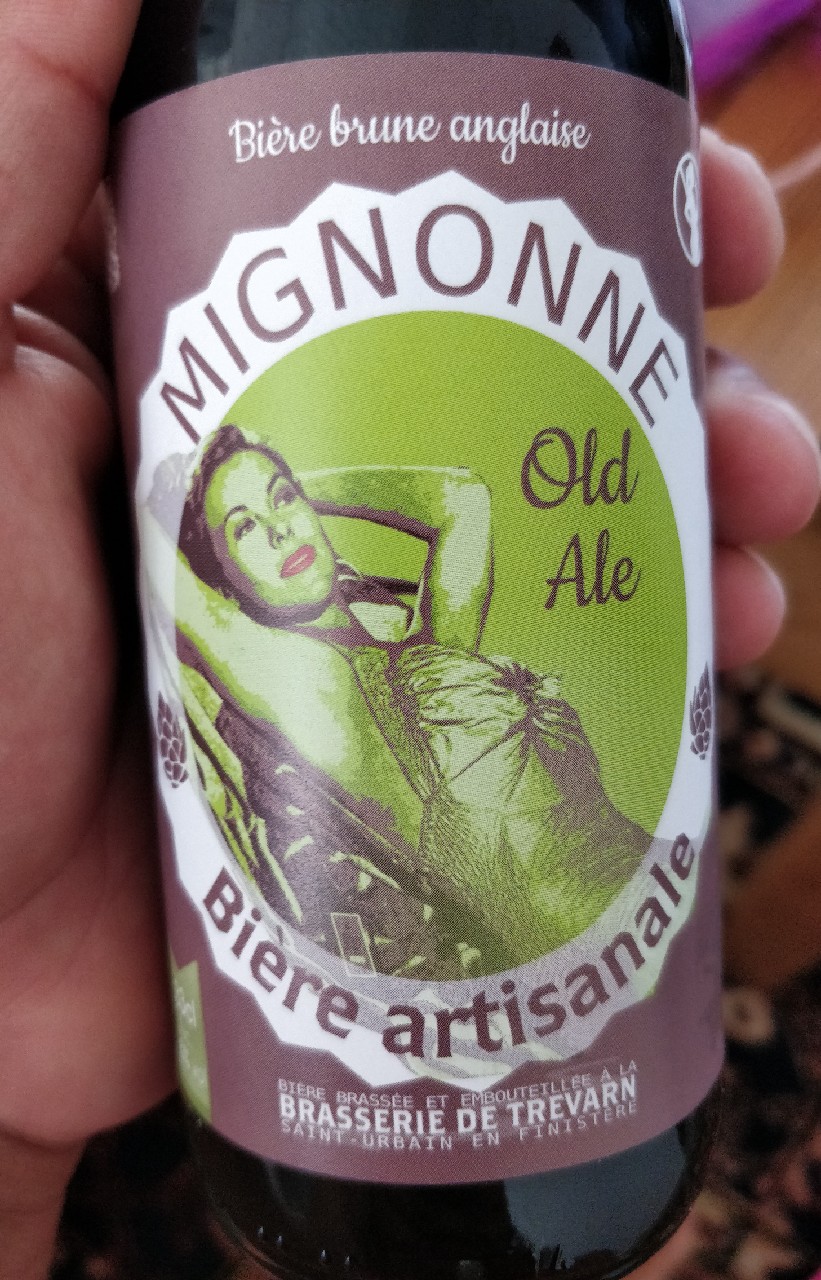 Bière brune anglaise
MIGNONNE
Old
Ale
Bière artisanale
BIÈRE BRASSÉE ET EMBOUTEILLÉE À LA
BRASSERIE DE TREVARN
SAINT-URBAIN EN FINISTÈRE